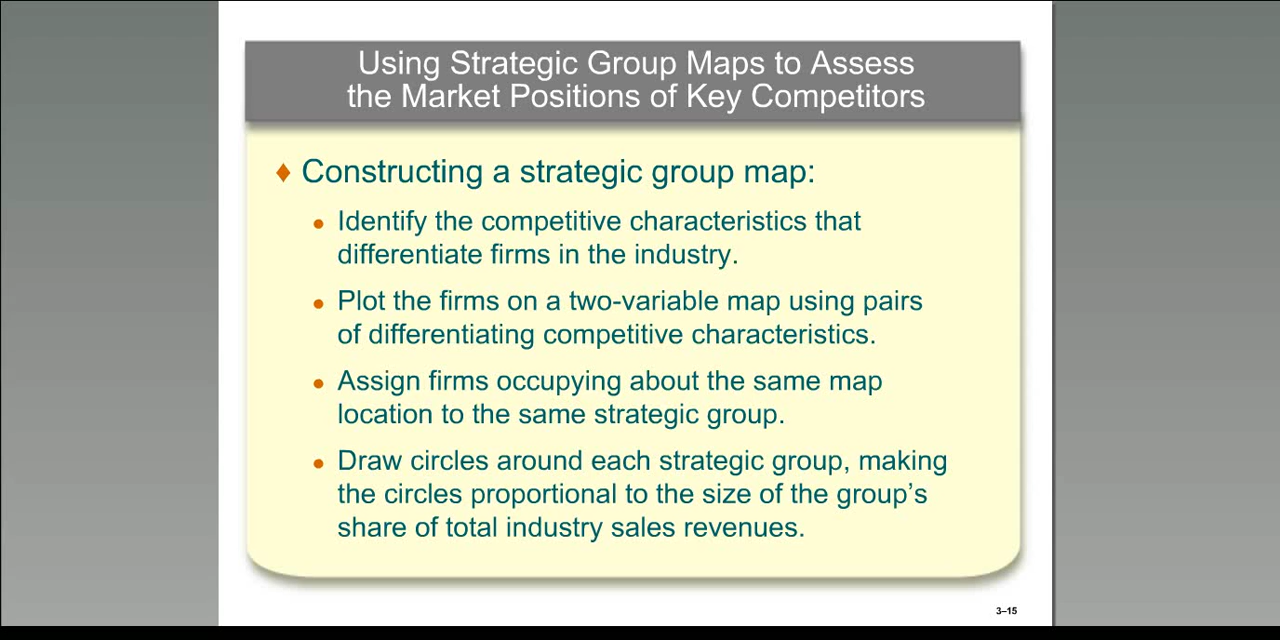 Using Strategic Group Maps to Assess
the Market Positions of Key Competitors
♦ Constructing a strategic group map:
● Identify the competitive characteristics that
differentiate firms in the industry.
● Plot the firms on a two-variable map using pairs
of differentiating competitive characteristics.
● Assign firms occupying about the same map
location to the same strategic group.
● Draw circles around each strategic group, making
the circles proportional to the size of the group’s
share of total industry sales revenues.
3–15